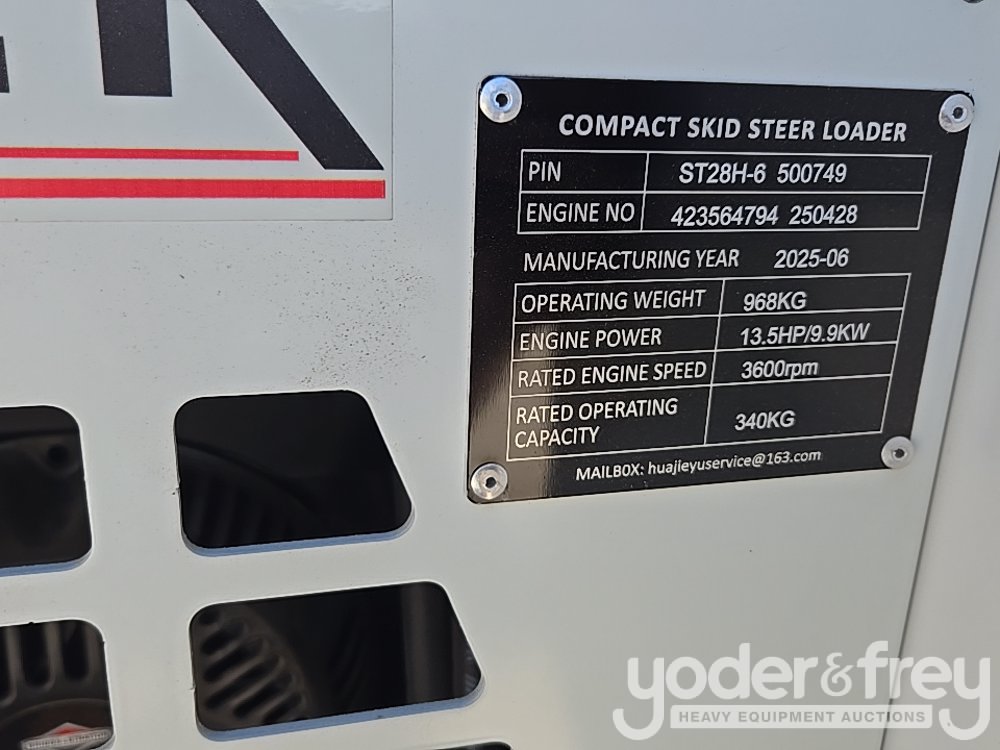 COMPACT SKID STEER LOADER
PIN ST28H-6 500749
ENGINE NO 423564794 250428
MANUFACTURING YEAR 2025-06
OPERATING WEIGHT 968KG
ENGINE POWER 13.5HP/9.9KW
RATED ENGINE SPEED 3600rpm
RATED OPERATING
CAPACITY 340KG
MAILBOX: huajieyuservice@163.com
yoder&frey
HEAVY EQUIPMENT AUCTIONS